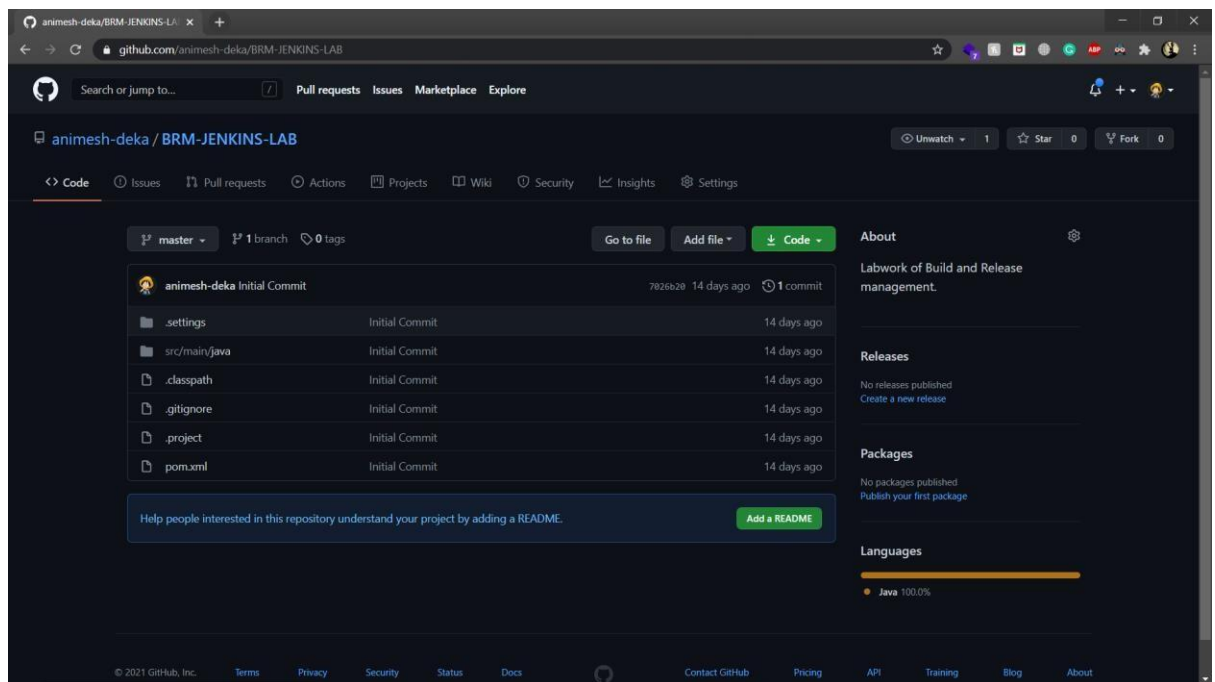 animesh-deka/BRM-JENKINS-LA
github.com/animesh-deka/BRM-JENKINS-LAB
7
ABP
Search or jump to... / Pull requests Issues Marketplace Explore
animesh-deka / BRM-JENKINS-LAB
Unwatch 1 Star 0 Fork 0
<> Code Issues Pull requests Actions Projects Wiki Security Insights Settings
master 1 branch 0 tags Go to file Add file Code
animesh-deka Initial Commit 7026b20 14 days ago 1 commit
.settings Initial Commit 14 days ago
src/main/java Initial Commit 14 days ago
.classpath Initial Commit 14 days ago
.gitignore Initial Commit 14 days ago
.project Initial Commit 14 days ago
pom.xml Initial Commit 14 days ago
Help people interested in this repository understand your project by adding a README. Add a README
About
Labwork of Build and Release
management.
Releases
No releases published
Create a new release
Packages
No packages published
Publish your first package
Languages
Java 100.0%
© 2021 GitHub, Inc. Terms Privacy Security Status Docs Contact GitHub Pricing API Training Blog About